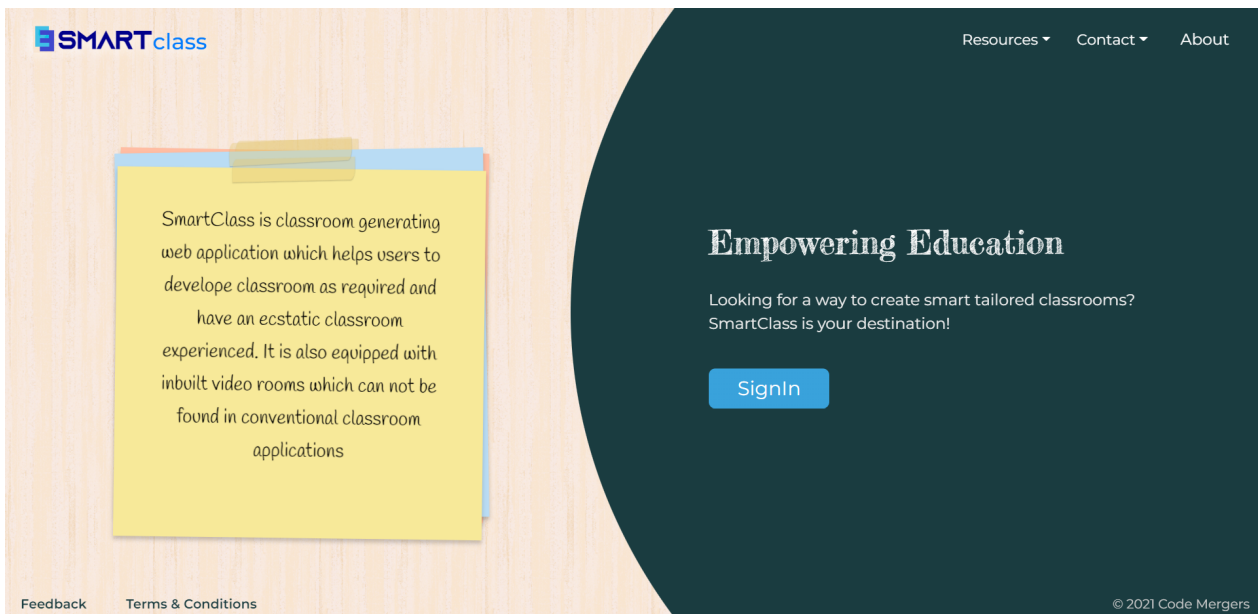 SMARTclass
Resources
Contact
About
SmartClass is classroom generating
web application which helps users to
develope classroom as required and
have an ecstatic classroom
experienced. It is also equipped with
inbuilt video rooms which can not be
found in conventional classroom
applications
Empowering Education
Looking for a way to create smart tailored classrooms?
SmartClass is your destination!
SignIn
Feedback
Terms & Conditions
© 2021 Code Mergers